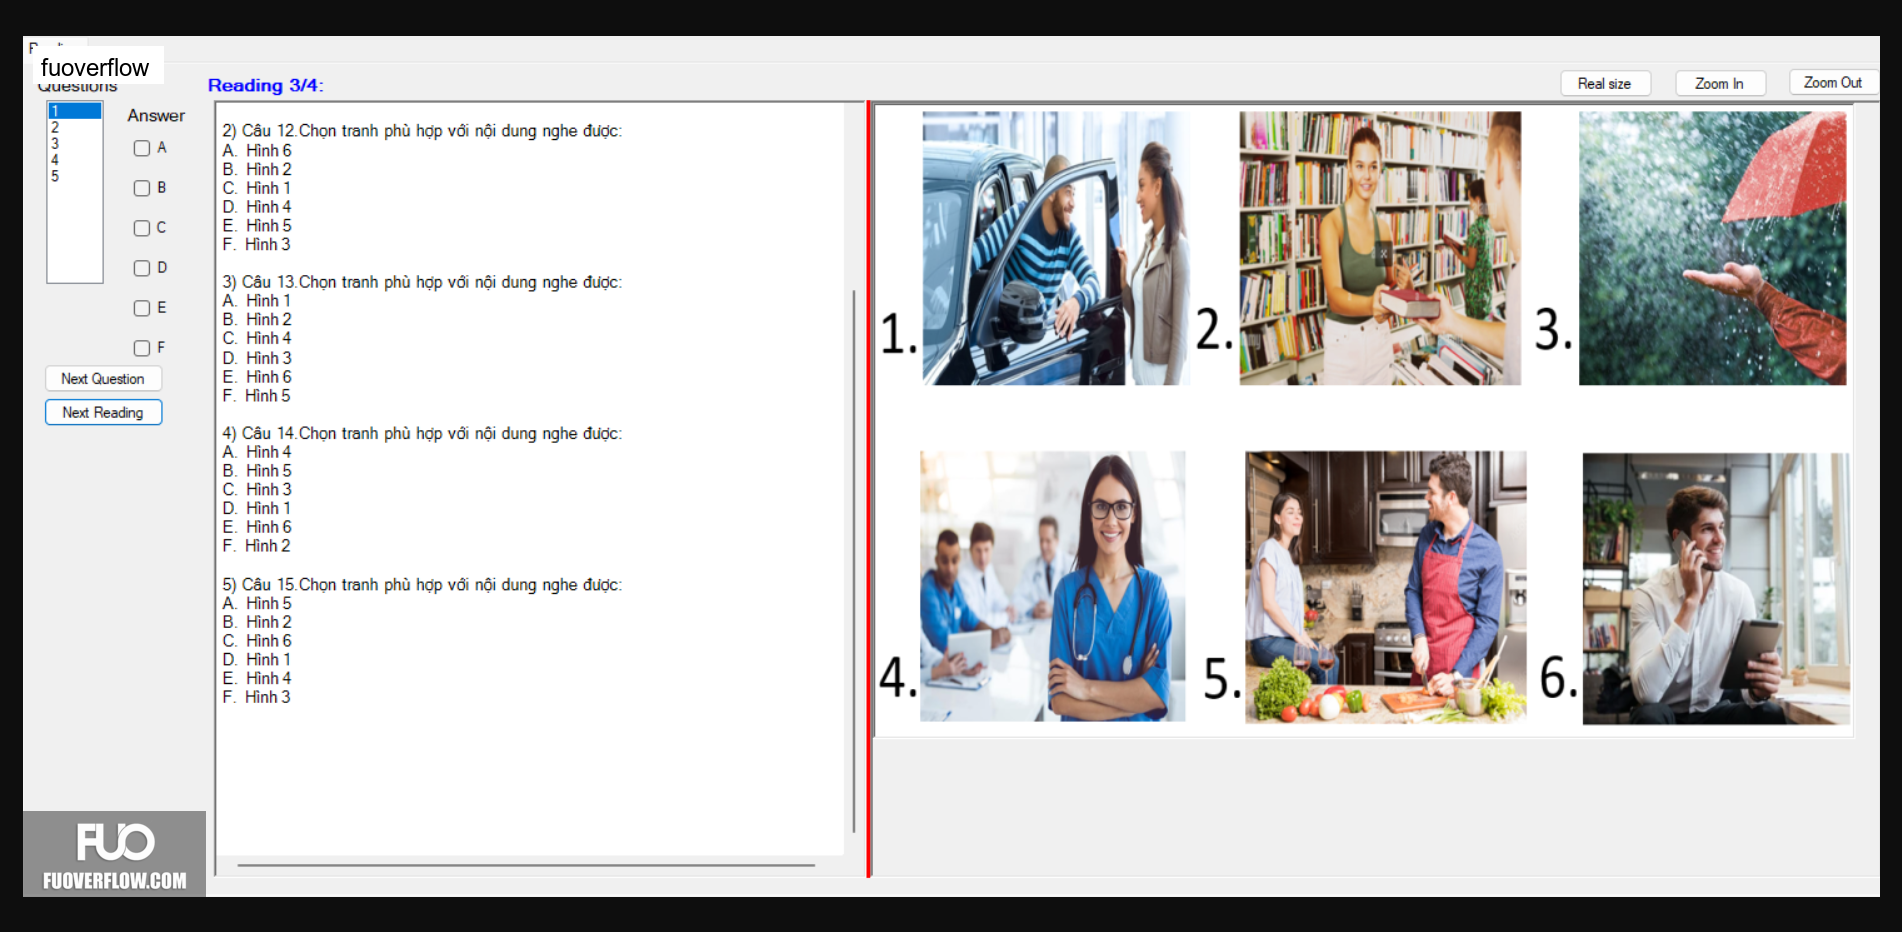 fuoverflow
Questions
Reading 3/4:
Real size
Zoom In
Zoom Out
1
2
3
4
5
Answer
A
B
C
D
E
F
Next Question
Next Reading
2) Câu 12.Chọn tranh phù hợp với nội dung nghe được:
A. Hình 6
B. Hình 2
C. Hình 1
D. Hình 4
E. Hình 5
F. Hình 3
3) Câu 13.Chọn tranh phù hợp với nội dung nghe được:
A. Hình 1
B. Hình 2
C. Hình 4
D. Hình 3
E. Hình 6
F. Hình 5
4) Câu 14.Chọn tranh phù hợp với nội dung nghe được:
A. Hình 4
B. Hình 5
C. Hình 3
D. Hình 1
E. Hình 6
F. Hình 2
5) Câu 15.Chọn tranh phù hợp với nội dung nghe được:
A. Hình 5
B. Hình 2
C. Hình 6
D. Hình 1
E. Hình 4
F. Hình 3
1.
2.
x
3.
4.
5.
6.
FUO
FUOVERFLOW.COM